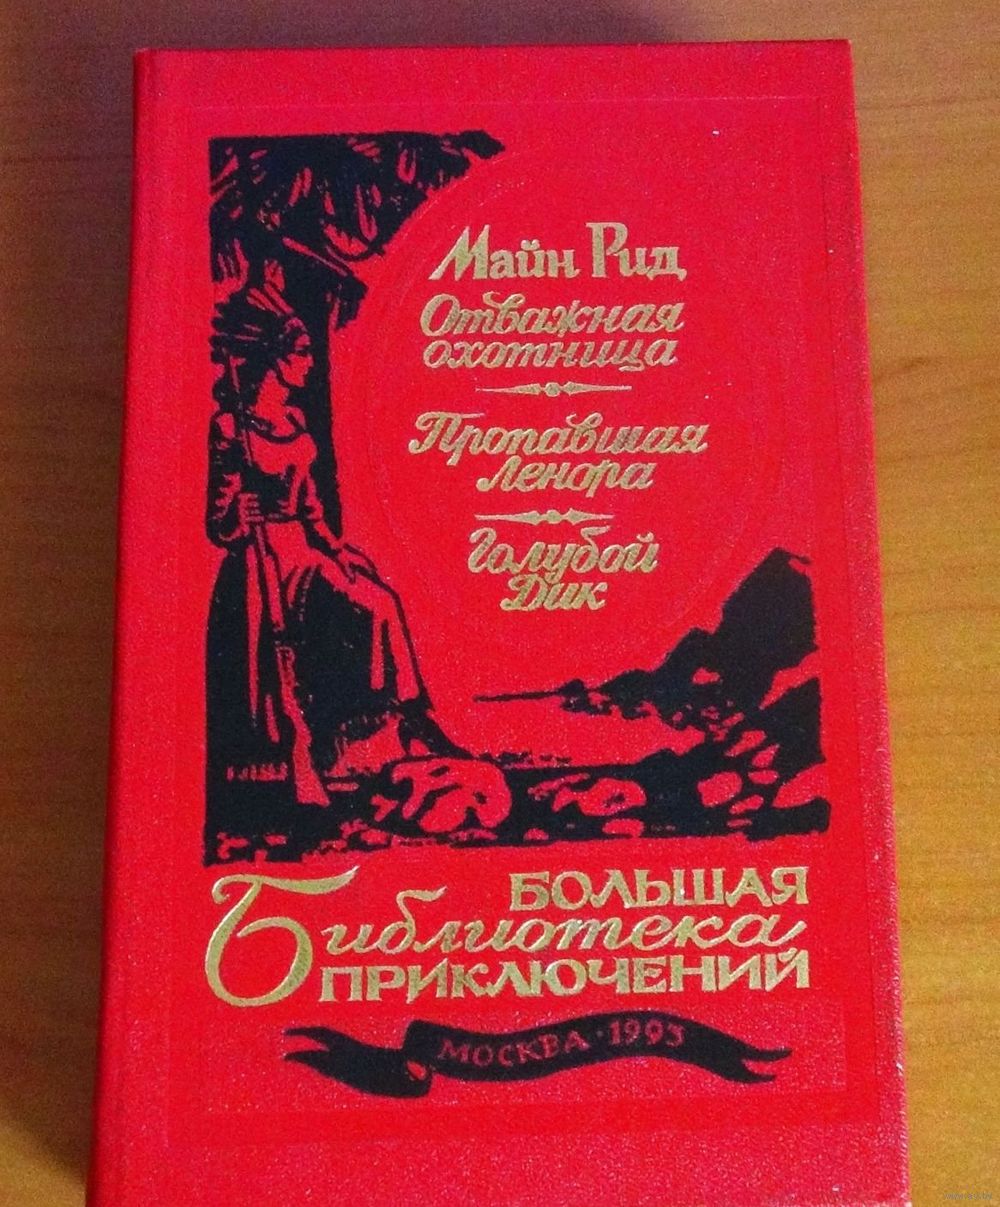 Майн Рид
Отважная
охотница
Пропавшая
Ленора
Голубой
Дик
БОЛЬШАЯ
Библиотека
ПРИКЛЮЧЕНИЙ
МОСКВА·1993